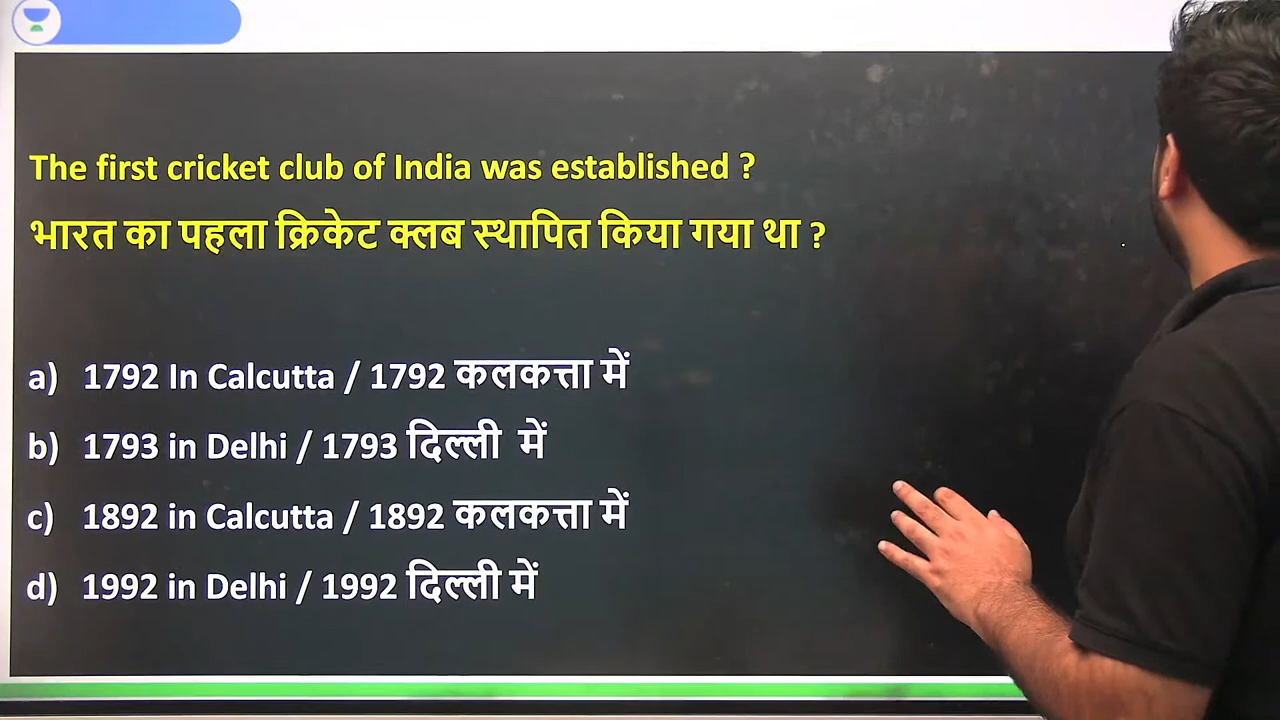 The first cricket club of India was established ?
भारत का पहला क्रिकेट क्लब स्थापित किया गया था ?
a) 1792 In Calcutta / 1792 कलकत्ता में
b) 1793 in Delhi / 1793 दिल्ली में
c) 1892 in Calcutta / 1892 कलकत्ता में
d) 1992 in Delhi / 1992 दिल्ली में